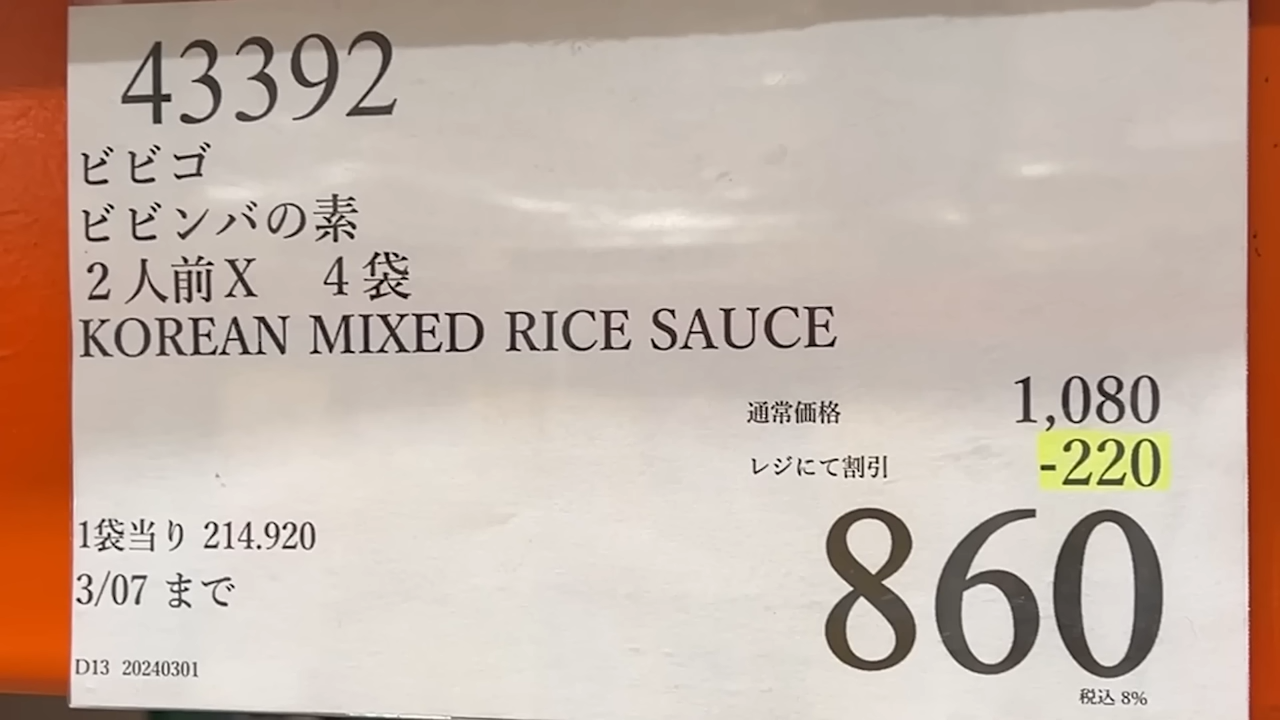 43392
ビビゴ
ビビンバの素
2人前X 4袋
KOREAN MIXED RICE SAUCE
通常価格 1,080
レジにて割引 -220
860
税込 8%
1袋当り 214.920
3/07 まで
D13 20240301